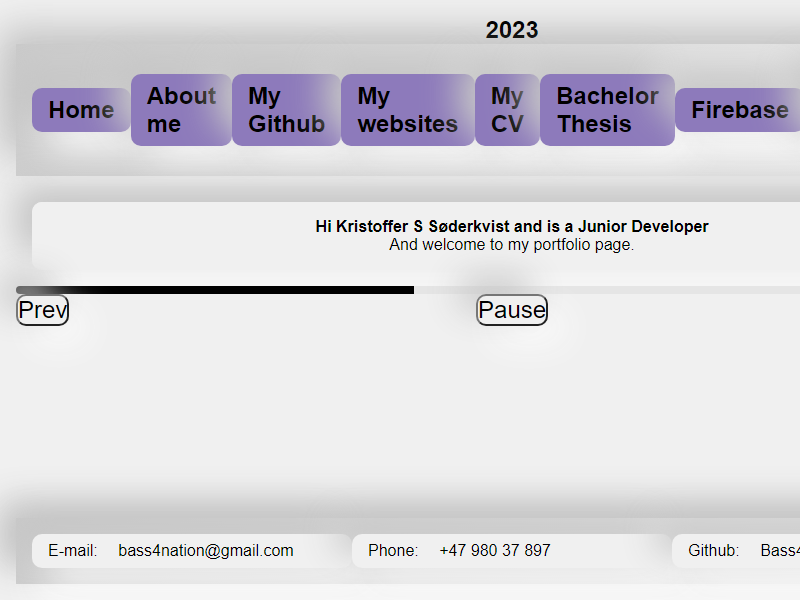 2023
Home
About
me
My
Github
My
websites
My
CV
Bachelor
Thesis
Firebase
Hi Kristoffer S Søderkvist and is a Junior Developer
And welcome to my portfolio page.
Prev
Pause
E-mail: bass4nation@gmail.com
Phone: +47 980 37 897
Github: Bass4